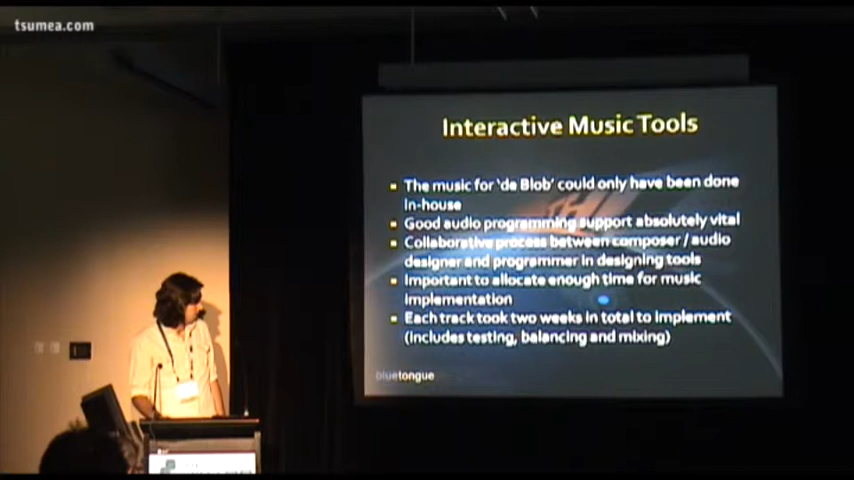 tsumea.com
Interactive Music Tools
The music for 'de Blob' could only have been done
in-house
Good audio programming support absolutely vital
Collaborative process between composer / audio
designer and programmer in designing tools
Important to allocate enough time for music
implementation
Each track took two weeks in total to implement
(includes testing, balancing and mixing)
bluetongue